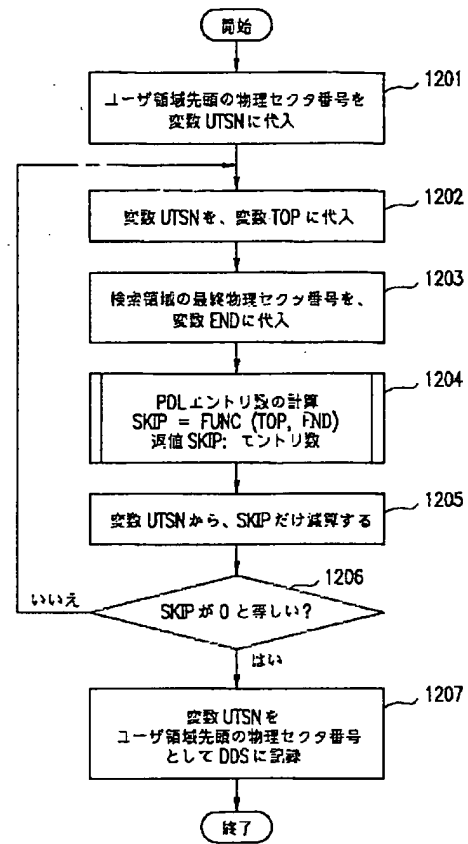 開始
1201
ユーザ領域先頭の物理セクタ番号を
変数 UTSN に代入
1202
変数 UTSN を、変数 TOP に代入
1203
検索領域の最終物理セクタ番号を、
変数 END に代入
1204
PDL エントリ数の計算
SKIP = FUNC (TOP, END)
返値 SKIP: エントリ数
1205
変数 UTSN から、SKIP だけ減算する
1206
いいえ
SKIP が 0 と等しい?
はい
1207
変数 UTSN を
ユーザ領域先頭の物理セクタ番号
として DDS に記録
終了